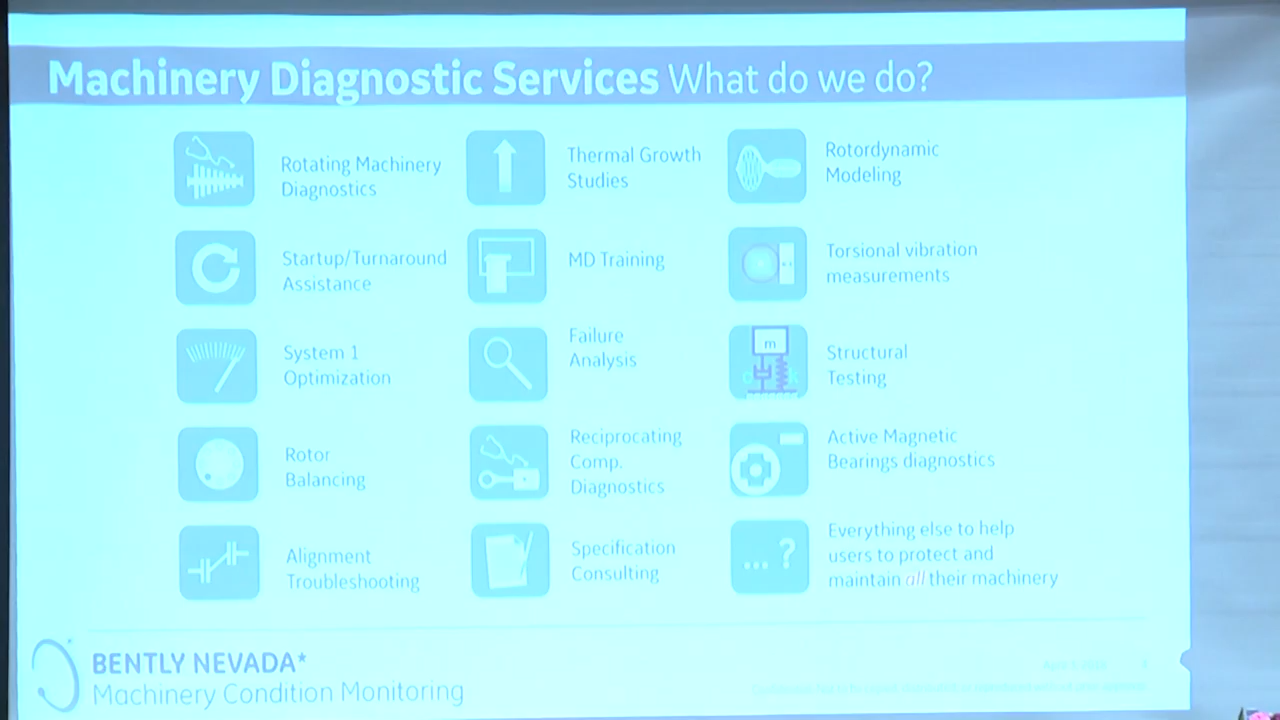 Machinery Diagnostic Services What do we do?
Rotating Machinery
Diagnostics
Thermal Growth
Studies
Rotordynamic
Modeling
Startup/Turnaround
Assistance
MD Training
Torsional vibration
measurements
System 1
Optimization
Failure
Analysis
m
Structural
Testing
Rotor
Balancing
Reciprocating
Comp.
Diagnostics
Active Magnetic
Bearings diagnostics
Alignment
Troubleshooting
Specification
Consulting
... ?
Everything else to help
users to protect and
maintain all their machinery
BENTLY NEVADA*
Machinery Condition Monitoring